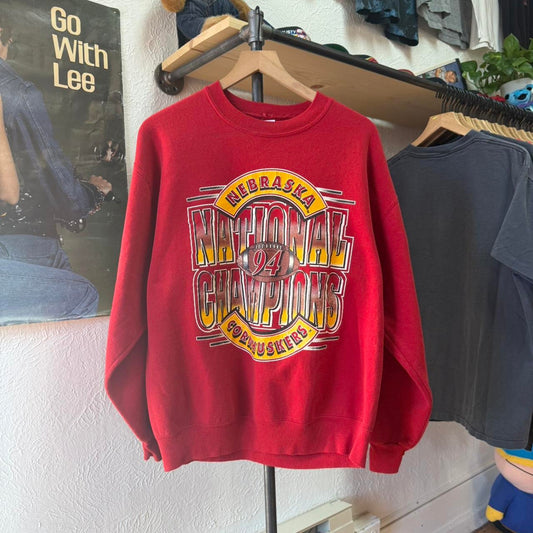 Go
With
Lee
NEBRASKA
NATIONAL
94
CHAMPIONS
CORNHUSKERS